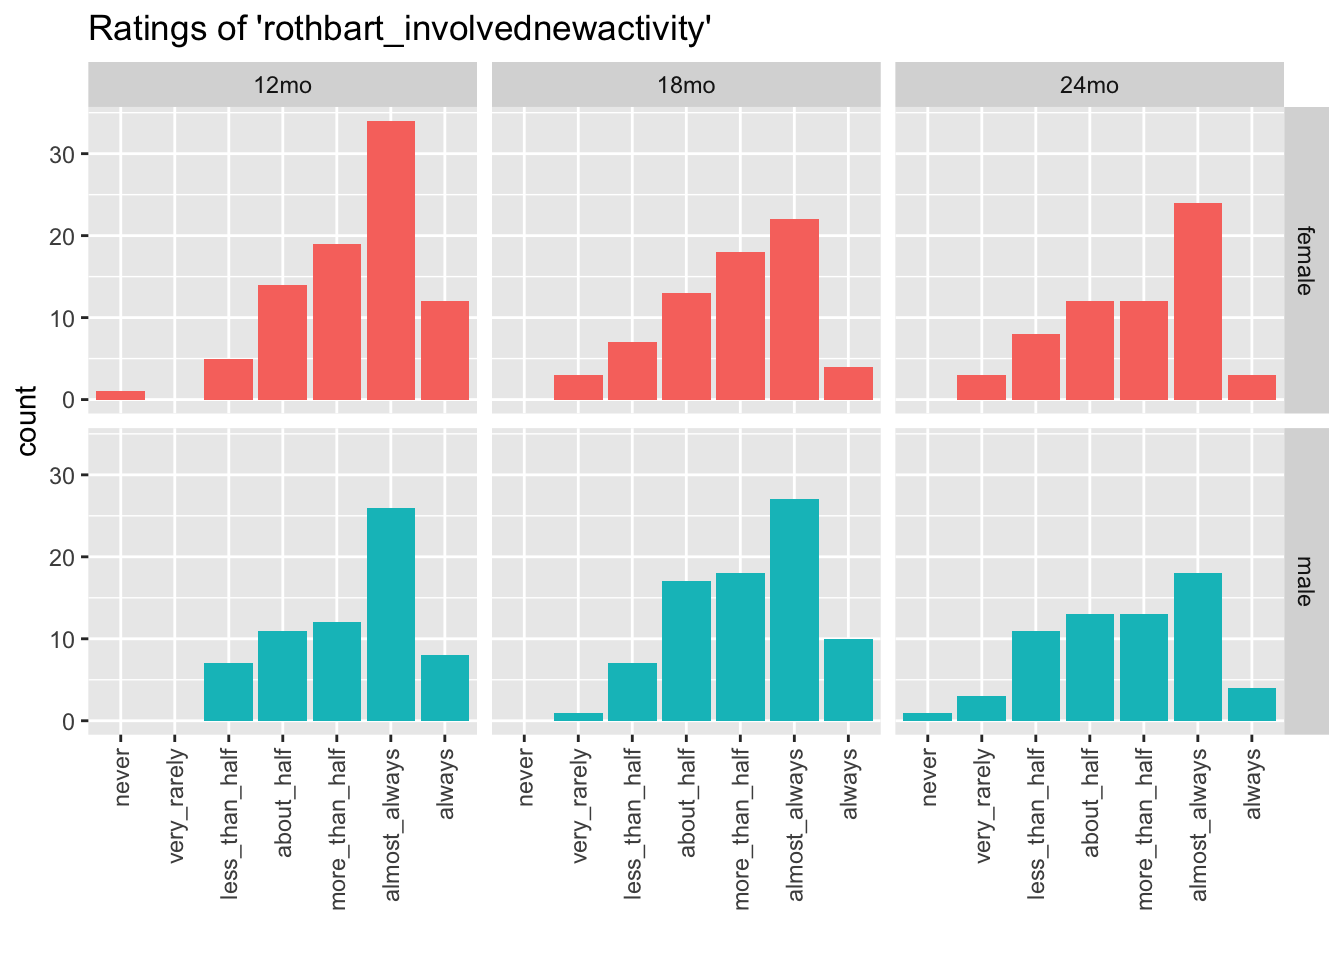 Ratings of 'rothbart_involvednewactivity'
12mo 18mo 24mo
30
20
10
0
female
count
30
20
10
0
male
never very_rarely less_than_half about_half more_than_half almost_always always never very_rarely less_than_half about_half more_than_half almost_always always never very_rarely less_than_half about_half more_than_half almost_always always